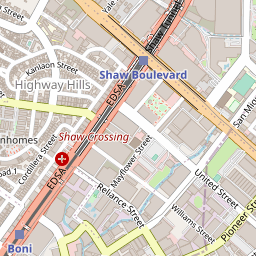 Kanlaon Street
Highway Hills
Shaw Boulevard
EDSA
Shaw Crossing
Mayflower Street
Cordillera Street
EDSA
Reliance Street
United Street
Williams Street
Pioneer Street
Boni